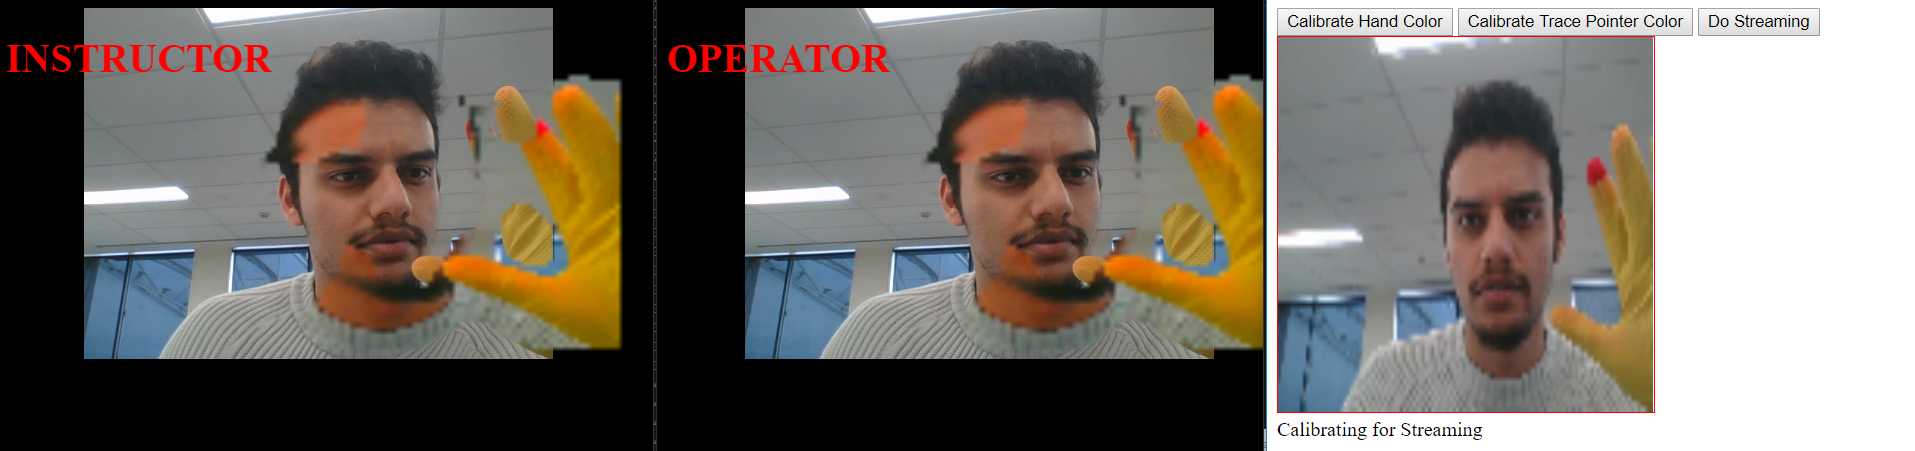 INSTRUCTOR
OPERATOR
Calibrate Hand Color Calibrate Trace Pointer Color Do Streaming
Calibrating for Streaming